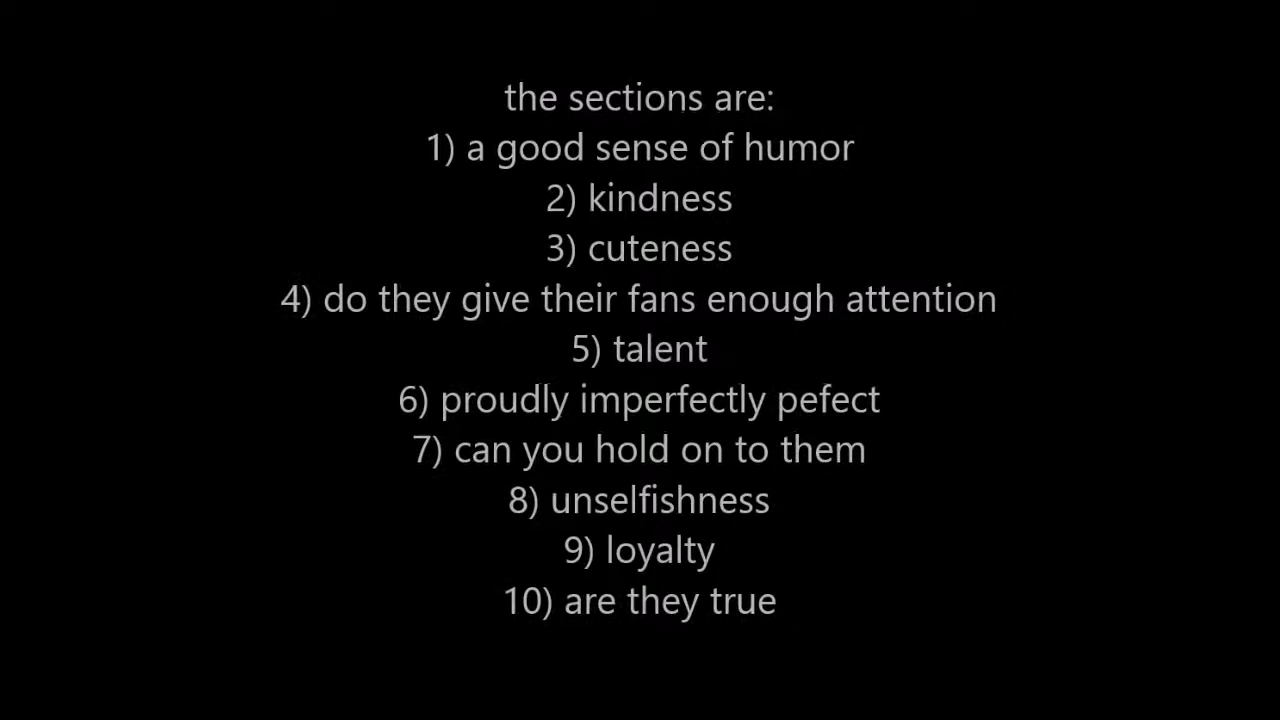 the sections are:
1) a good sense of humor
2) kindness
3) cuteness
4) do they give their fans enough attention
5) talent
6) proudly imperfectly pefect
7) can you hold on to them
8) unselfishness
9) loyalty
10) are they true